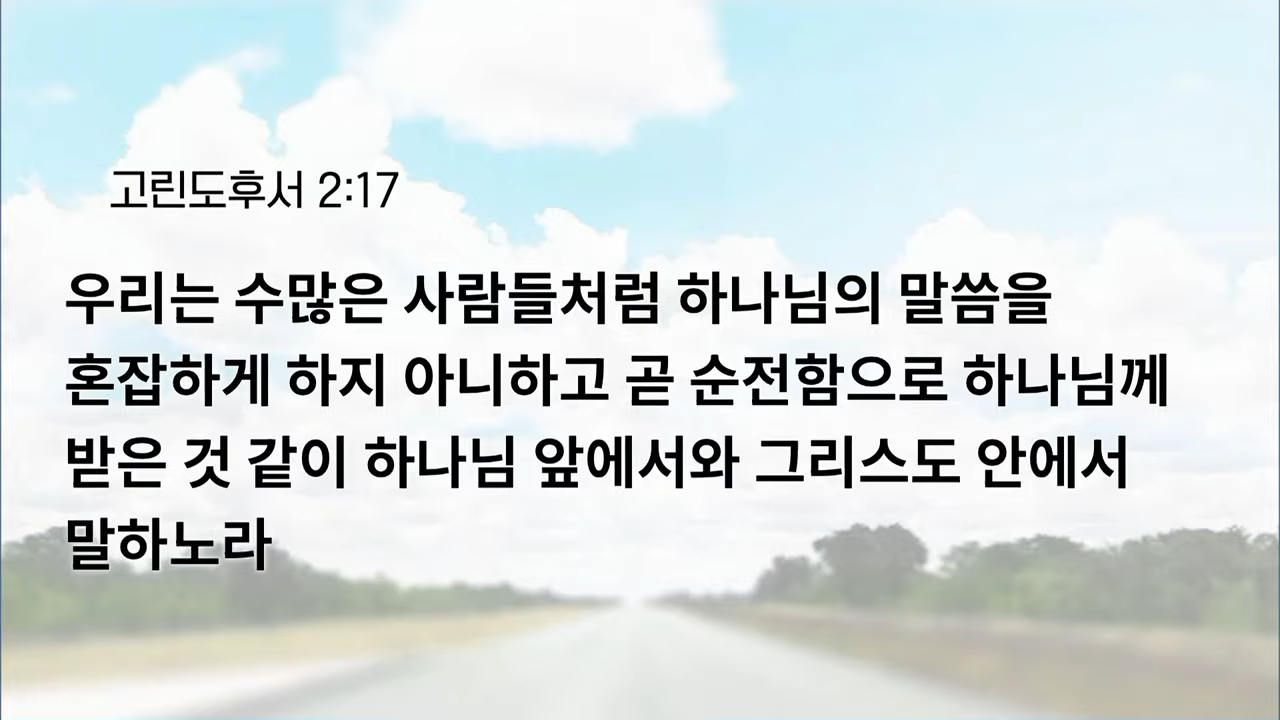 고린도후서 2:17
우리는 수많은 사람들처럼 하나님의 말씀을
혼잡하게 하지 아니하고 곧 순전함으로 하나님께
받은 것 같이 하나님 앞에서와 그리스도 안에서
말하노라